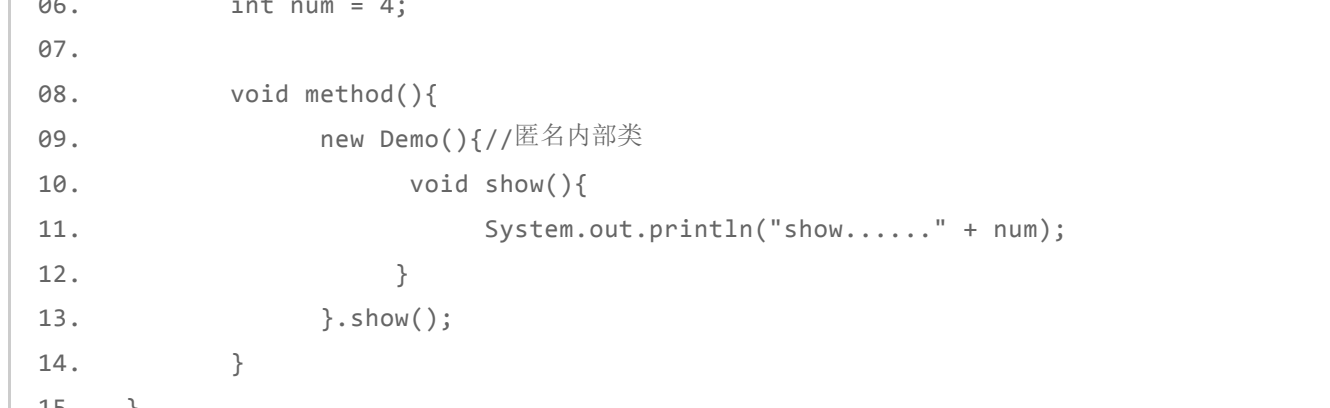 06. int num = 4;
07.
08. void method(){
09. new Demo(){//匿名内部类
10. void show(){
11. System.out.println("show......" + num);
12. }
13. }.show();
14. }
15. }